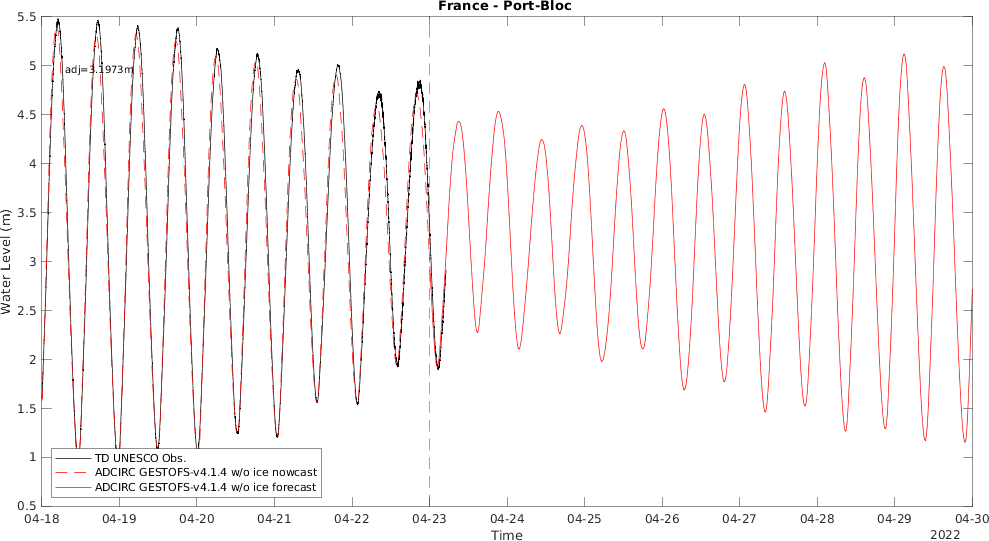 France - Port-Bloc
5.5
5
4.5
4
3.5
3
2.5
2
1.5
1
0.5
Water Level (m)
adj=3.1973m
TD UNESCO Obs.
ADCIRC GESTOFS-v4.1.4 w/o ice nowcast
ADCIRC GESTOFS-v4.1.4 w/o ice forecast
04-18 04-19 04-20 04-21 04-22 04-23 04-24 04-25 04-26 04-27 04-28 04-29 04-30
Time
2022